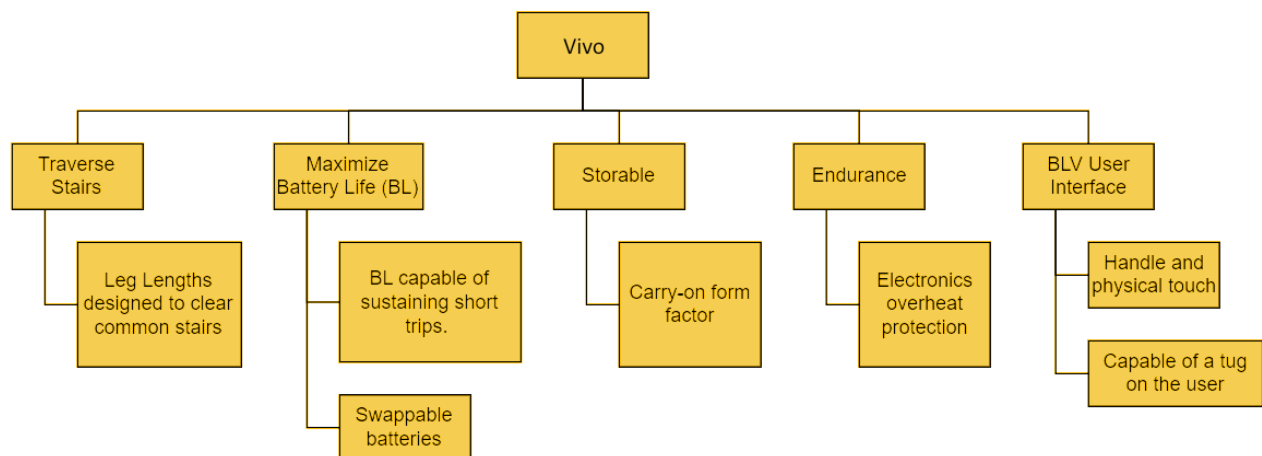 Vivo
Traverse
Stairs
Maximize
Battery Life (BL)
Storable
Endurance
BLV User
Interface
Leg Lengths
designed to clear
common stairs
BL capable of
sustaining short
trips.
Swappable
batteries
Carry-on form
factor
Electronics
overheat
protection
Handle and
physical touch
Capable of a tug
on the user